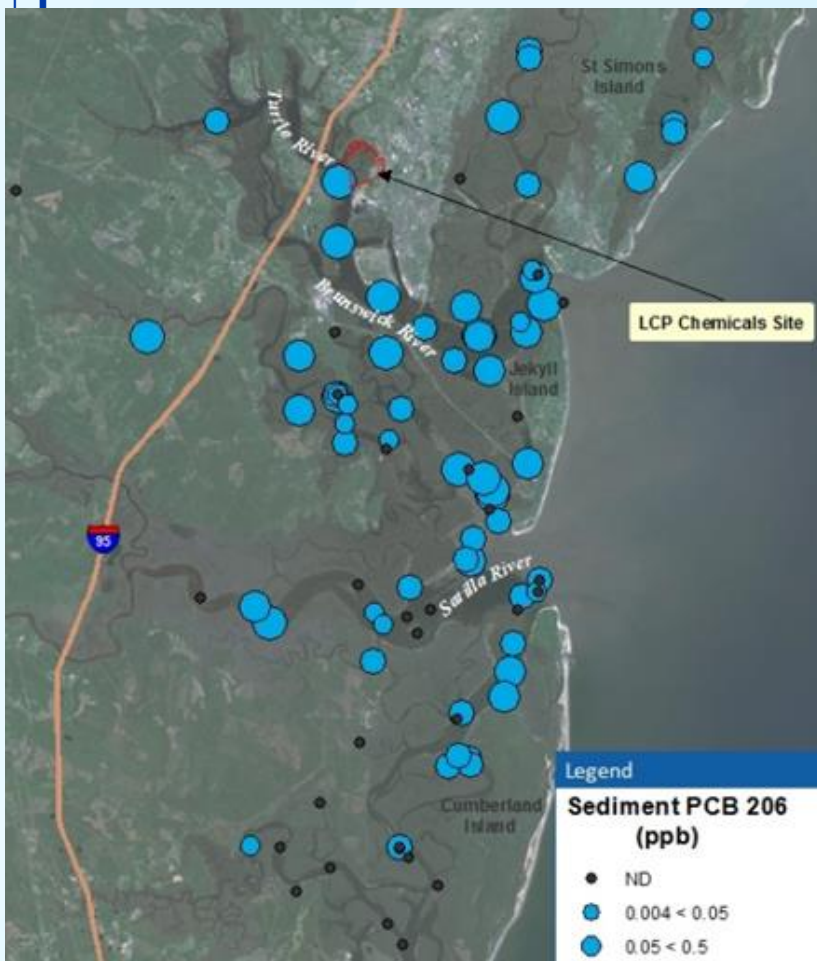 St Simons
Island
Turtle River
LCP Chemicals Site
Brunswick River
Jekyll
Island
95
Satilla River
Cumberland
Island
Legend
Sediment PCB 206
(ppb)
ND
0.004 < 0.05
0.05 < 0.5